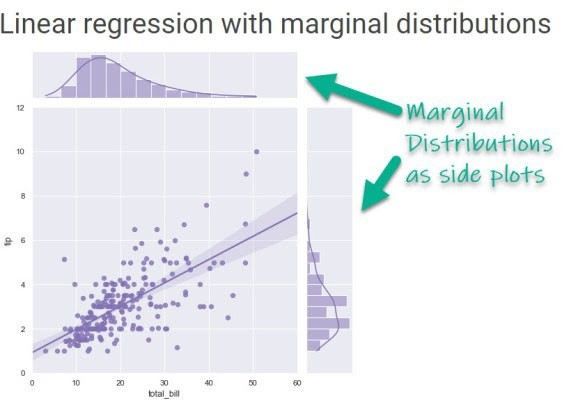 Linear regression with marginal distributions
Marginal
Distributions
as side plots
12
10
8
6
4
2
0
tip
0 10 20 30 40 50 60
total_bill